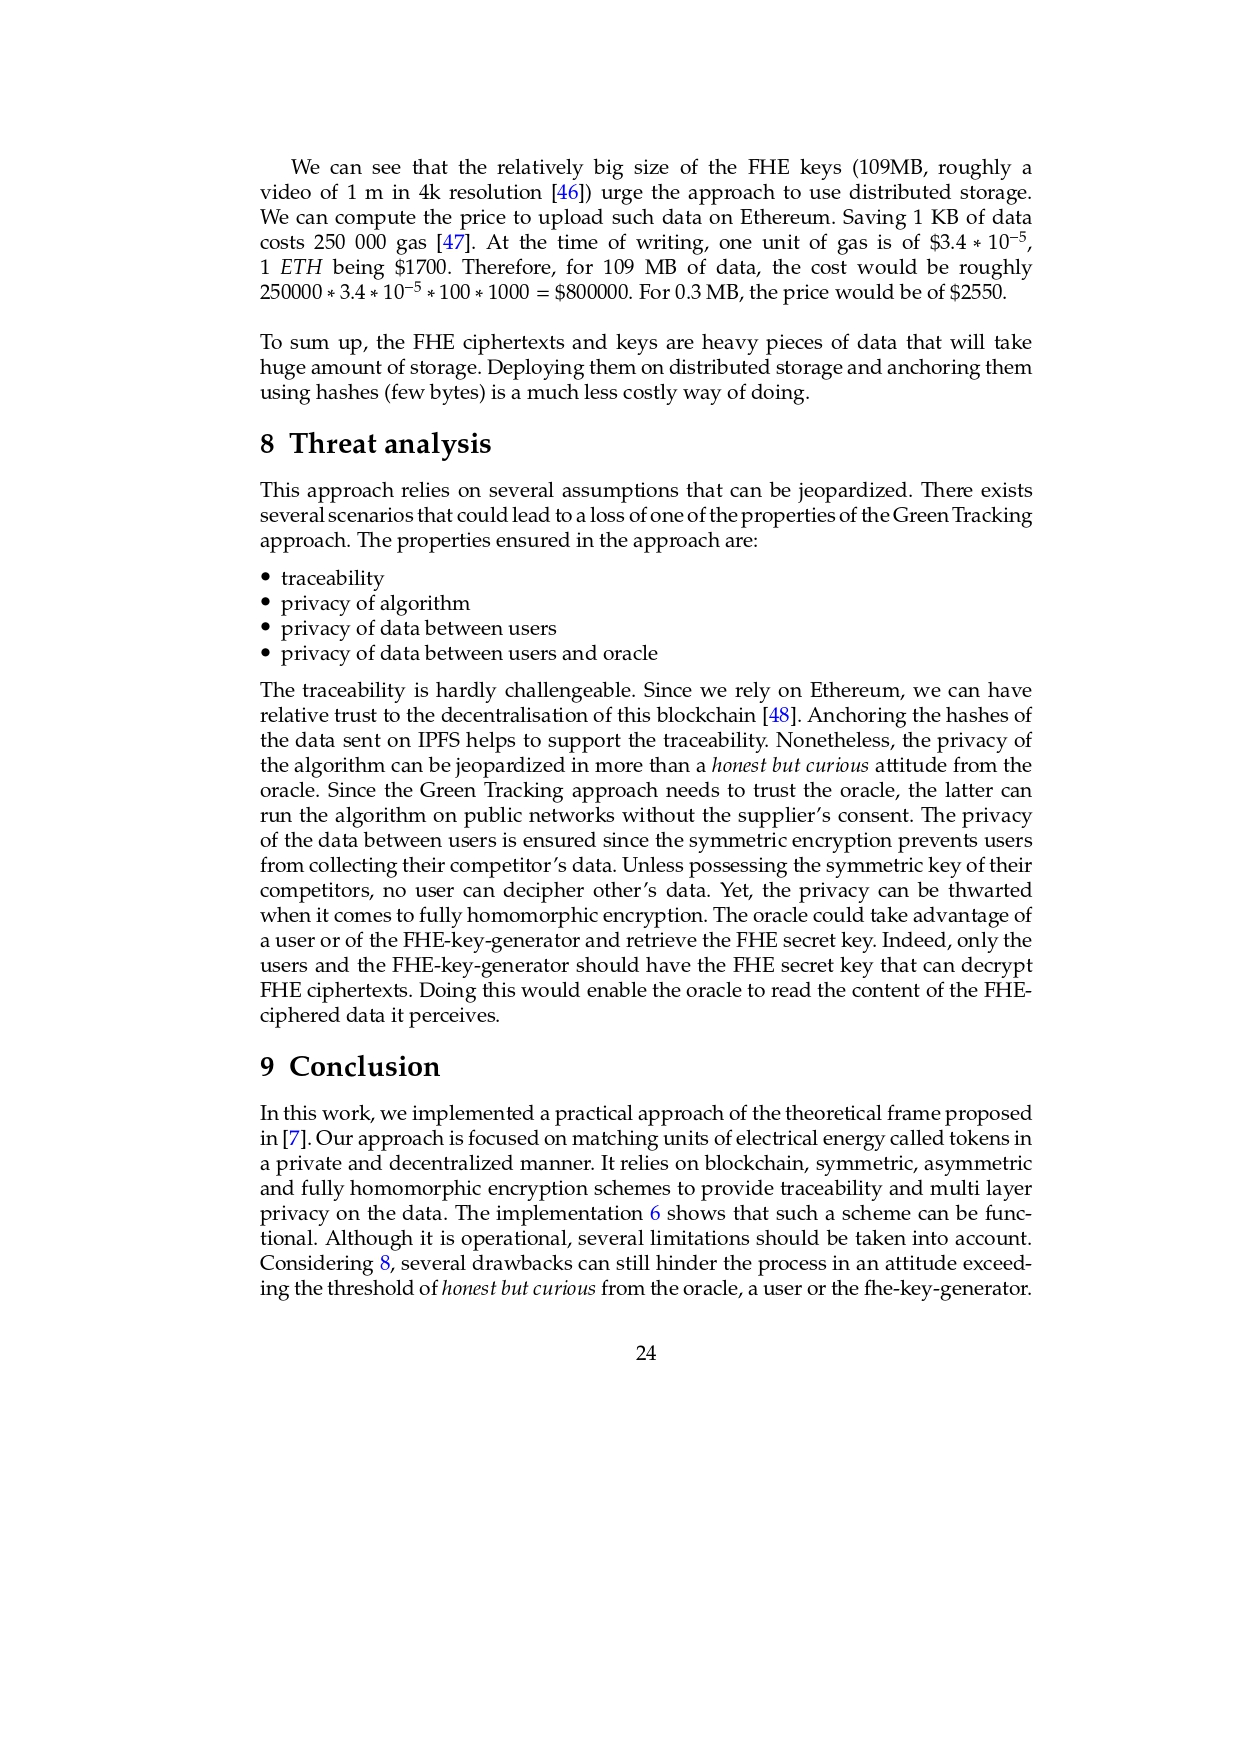 We can see that the relatively big size of the FHE keys (109MB, roughly a
video of 1 m in 4k resolution [46]) urge the approach to use distributed storage.
We can compute the price to upload such data on Ethereum. Saving 1 KB of data
costs 250 000 gas [47]. At the time of writing, one unit of gas is of $3.4 ∗ 10⁻⁵,
1 ETH being $1700. Therefore, for 109 MB of data, the cost would be roughly
250000 ∗ 3.4 ∗ 10⁻⁵ ∗ 100 ∗ 1000 = $800000. For 0.3 MB, the price would be of $2550.
To sum up, the FHE ciphertexts and keys are heavy pieces of data that will take
huge amount of storage. Deploying them on distributed storage and anchoring them
using hashes (few bytes) is a much less costly way of doing.
8 Threat analysis
This approach relies on several assumptions that can be jeopardized. There exists
several scenarios that could lead to a loss of one of the properties of the Green Tracking
approach. The properties ensured in the approach are:
• traceability
• privacy of algorithm
• privacy of data between users
• privacy of data between users and oracle
The traceability is hardly challengeable. Since we rely on Ethereum, we can have
relative trust to the decentralisation of this blockchain [48]. Anchoring the hashes of
the data sent on IPFS helps to support the traceability. Nonetheless, the privacy of
the algorithm can be jeopardized in more than a honest but curious attitude from the
oracle. Since the Green Tracking approach needs to trust the oracle, the latter can
run the algorithm on public networks without the supplier's consent. The privacy
of the data between users is ensured since the symmetric encryption prevents users
from collecting their competitor's data. Unless possessing the symmetric key of their
competitors, no user can decipher other's data. Yet, the privacy can be thwarted
when it comes to fully homomorphic encryption. The oracle could take advantage of
a user or of the FHE-key-generator and retrieve the FHE secret key. Indeed, only the
users and the FHE-key-generator should have the FHE secret key that can decrypt
FHE ciphertexts. Doing this would enable the oracle to read the content of the FHE-
ciphered data it perceives.
9 Conclusion
In this work, we implemented a practical approach of the theoretical frame proposed
in [7]. Our approach is focused on matching units of electrical energy called tokens in
a private and decentralized manner. It relies on blockchain, symmetric, asymmetric
and fully homomorphic encryption schemes to provide traceability and multi layer
privacy on the data. The implementation 6 shows that such a scheme can be func-
tional. Although it is operational, several limitations should be taken into account.
Considering 8, several drawbacks can still hinder the process in an attitude exceed-
ing the threshold of honest but curious from the oracle, a user or the fhe-key-generator.
24